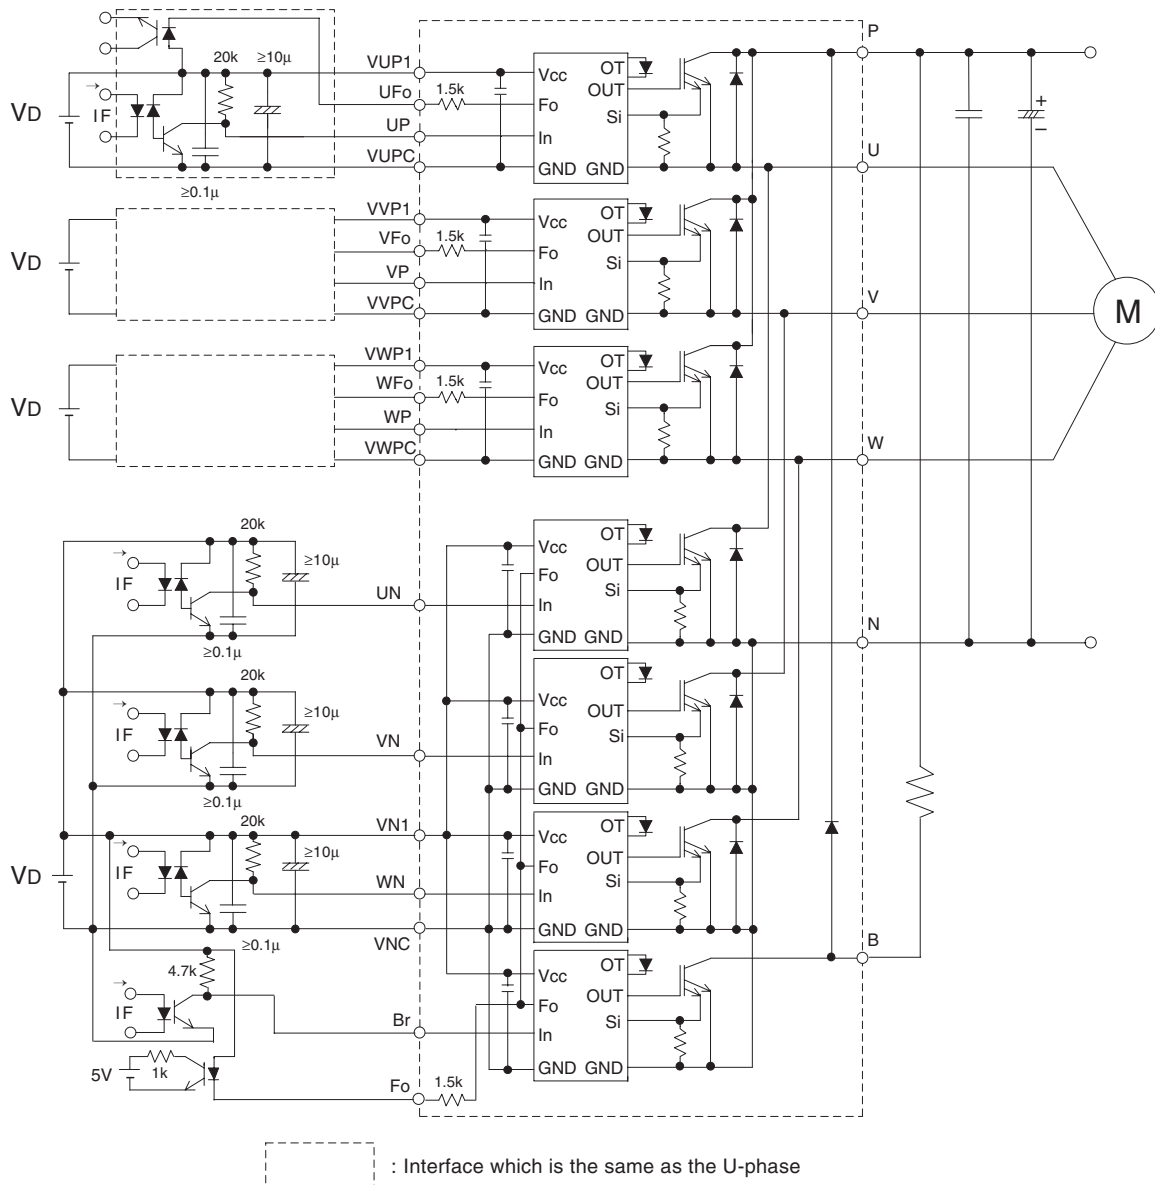 P
20k ≥10µ
VUP1 Vcc OT
UFo 1.5k Fo OUT
VD IF Si
UP In
VUPC GND GND U
≥0.1µ
+
–
VVP1 Vcc OT
VFo 1.5k Fo OUT
VD Si
VP In
VVPC GND GND V
M
VWP1 Vcc OT
WFo 1.5k Fo OUT
VD Si
WP In
VWPC GND GND W
20k
≥10µ Vcc OT
IF Fo OUT
UN In Si
GND GND N
≥0.1µ
20k OT
≥10µ Vcc OUT
IF Fo Si
VN In
GND GND
≥0.1µ
20k VN1 Vcc OT
≥10µ OUT
VD IF Fo Si
WN In
VNC GND GND B
≥0.1µ
4.7k Vcc OT
IF Fo OUT
Br In Si
5V 1k GND GND
Fo 1.5k
: Interface which is the same as the U-phase